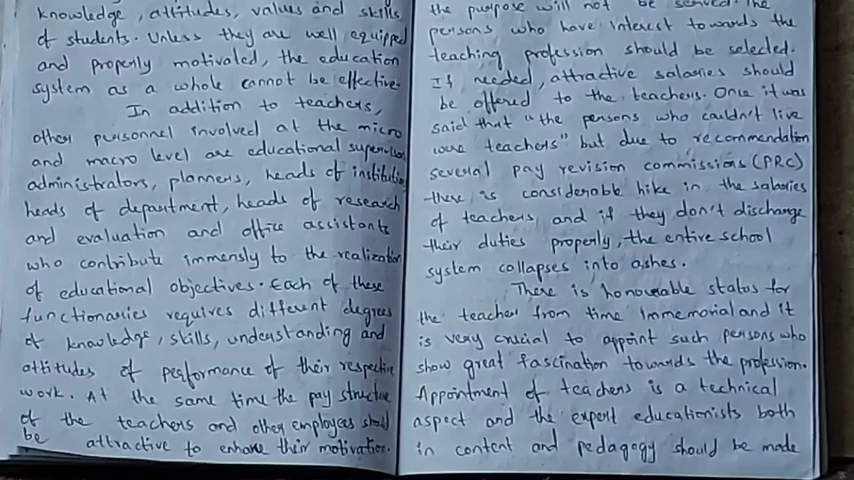 knowledge, attitudes, values and skills
of students. Unless they are well equipped
and properly motivated, the education
system as a whole cannot be effective.
In addition to teachers,
other personnel involved at the micro
and macro level are educational supervisors
administrators, planners, heads of institution
heads of department, heads of research
and evaluation and office assistants
who contribute immensly to the realization
of educational objectives. Each of these
functionaries requires different degrees
of knowledge, skills, understanding and
attitudes of performance of their respective
work. At the same time the pay structure
of the teachers and other employees should
be attractive to enhance their motivation.
the purpose will not be served. The
persons who have interest towards the
teaching profession should be selected.
If needed, attractive salaries should
be offered to the teachers. Once it was
said that "the persons who couldn't live
were teachers" but due to recommendation
several pay revision commissions (PRC)
there is considerable hike in the salaries
of teachers, and if they don't discharge
their duties properly, the entire school
system collapses into ashes.
There is honourable status for
the teacher from time immemorial and it
is very crucial to appoint such persons who
show great fascination towards the profession.
Appointment of teachers is a technical
aspect and the expert educationists both
in content and pedagogy should be made